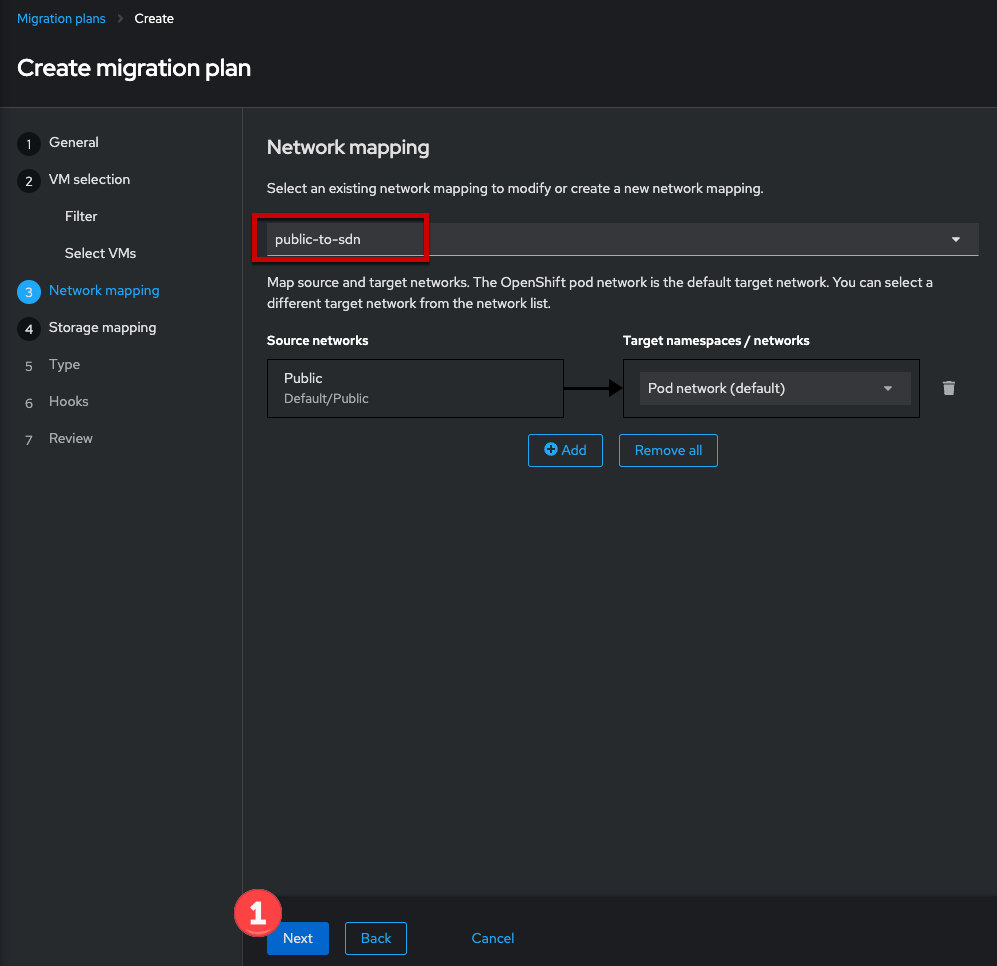 Migration plans > Create
Create migration plan
1 General
2 VM selection
Filter
Select VMs
3 Network mapping
4 Storage mapping
5 Type
6 Hooks
7 Review
Network mapping
Select an existing network mapping to modify or create a new network mapping.
public-to-sdn
Map source and target networks. The OpenShift pod network is the default target network. You can select a
different target network from the network list.
Source networks
Target namespaces / networks
Public
Default/Public
Pod network (default)
Add
Remove all
1
Next
Back
Cancel